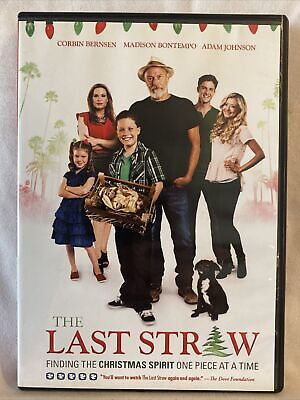 CORBIN BERNSEN MADISON BONTEMPO ADAM JOHNSON
THE
LAST STRAW
FINDING THE CHRISTMAS SPIRIT ONE PIECE AT A TIME
"You'll want to watch The Last Straw again and again." — The Dove Foundation